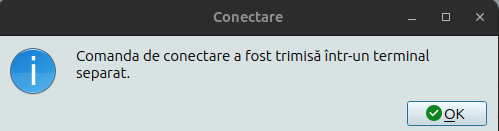 Conectare
Comanda de conectare a fost trimisă într-un terminal
separat.
OK